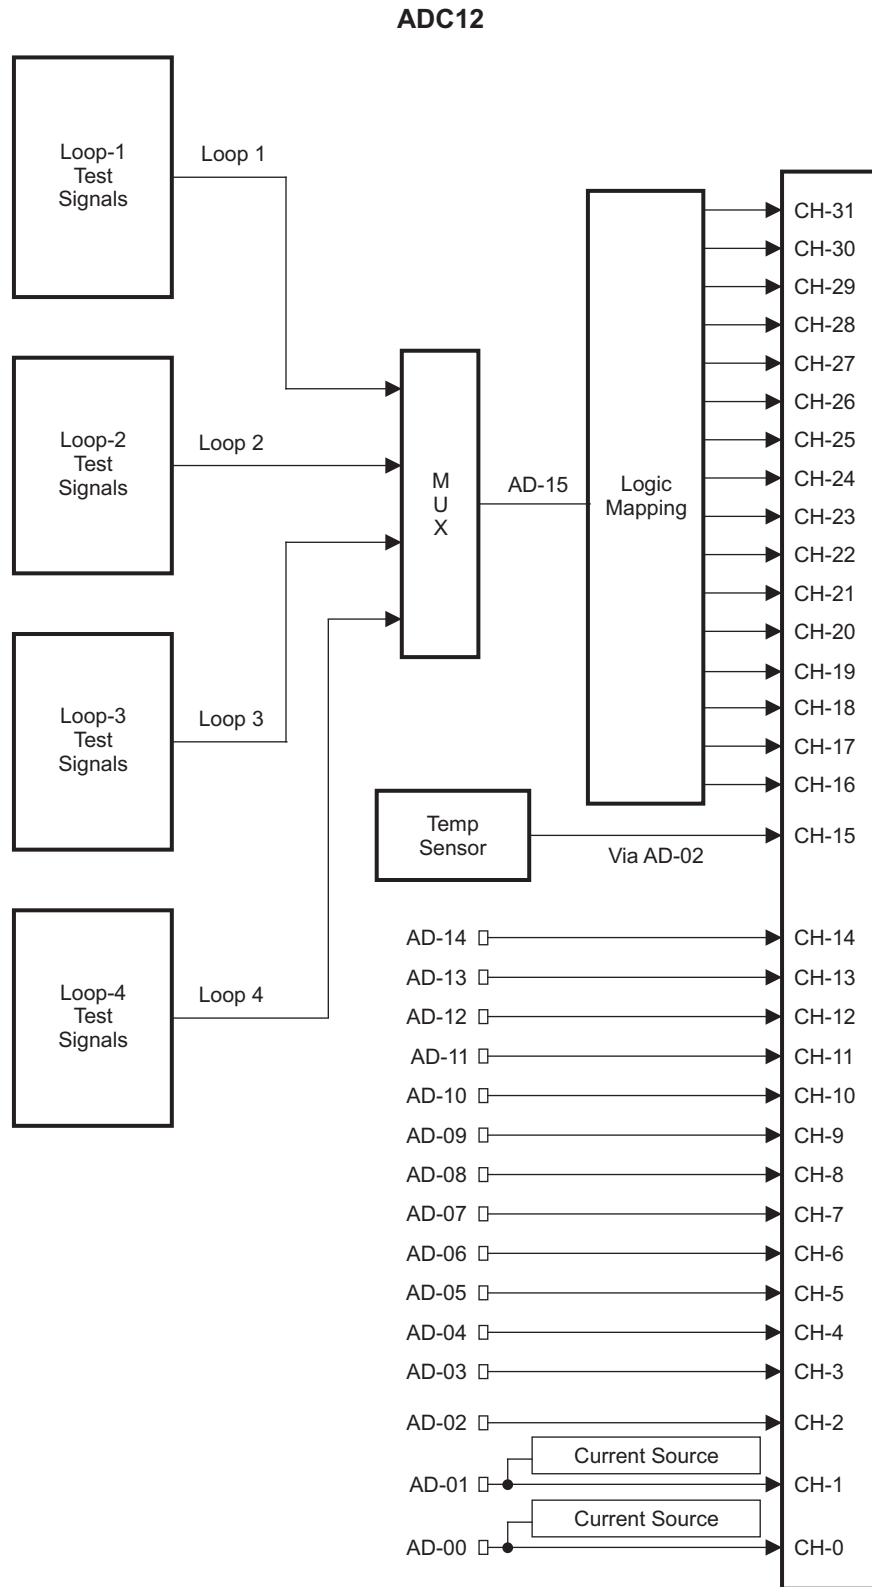 ADC12
Loop-1
Test
Signals
Loop 1
Loop-2
Test
Signals
Loop 2
Loop-3
Test
Signals
Loop 3
Loop-4
Test
Signals
Loop 4
M
U
X
AD-15
Logic
Mapping
CH-31
CH-30
CH-29
CH-28
CH-27
CH-26
CH-25
CH-24
CH-23
CH-22
CH-21
CH-20
CH-19
CH-18
CH-17
CH-16
Temp
Sensor
Via AD-02
CH-15
AD-14 CH-14
AD-13 CH-13
AD-12 CH-12
AD-11 CH-11
AD-10 CH-10
AD-09 CH-9
AD-08 CH-8
AD-07 CH-7
AD-06 CH-6
AD-05 CH-5
AD-04 CH-4
AD-03 CH-3
AD-02 CH-2
Current Source
AD-01 CH-1
Current Source
AD-00 CH-0